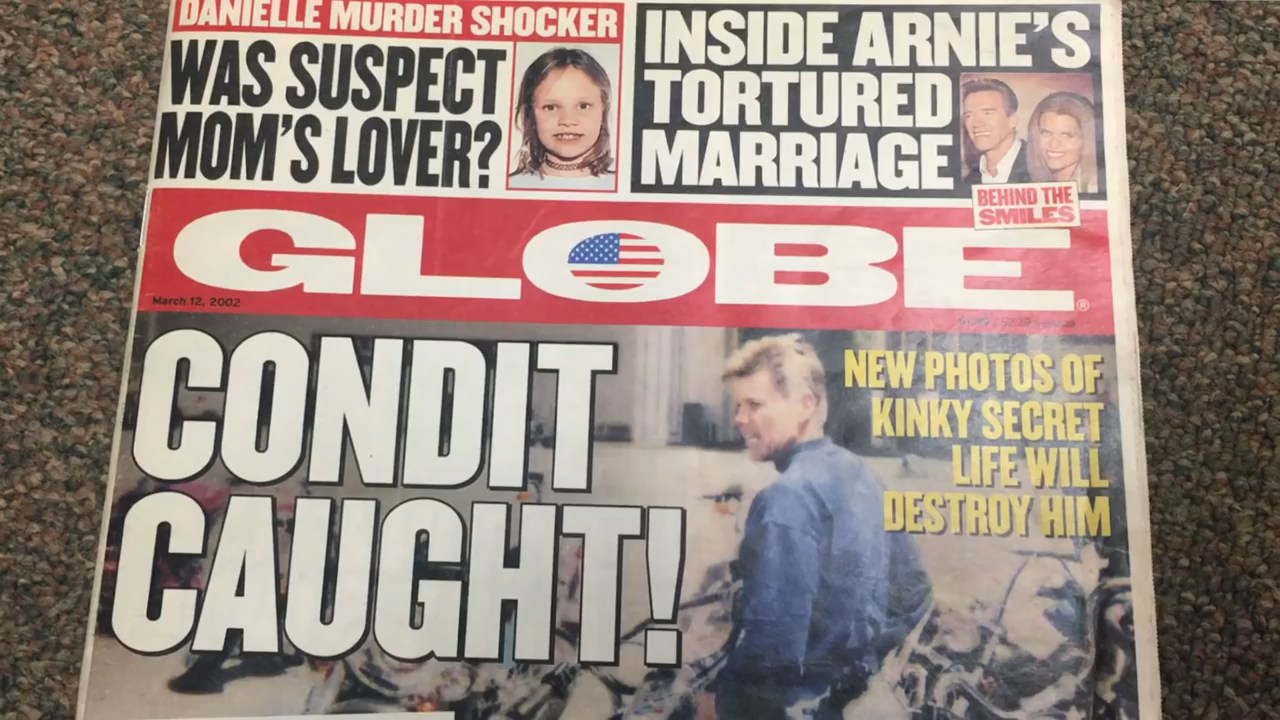 DANIELLE MURDER SHOCKER
WAS SUSPECT
MOM'S LOVER?
INSIDE ARNIE'S
TORTURED
MARRIAGE
BEHIND THE
SMILES
GLOBE®
March 12, 2002
CONDIT
CAUGHT!
NEW PHOTOS OF
KINKY SECRET
LIFE WILL
DESTROY HIM